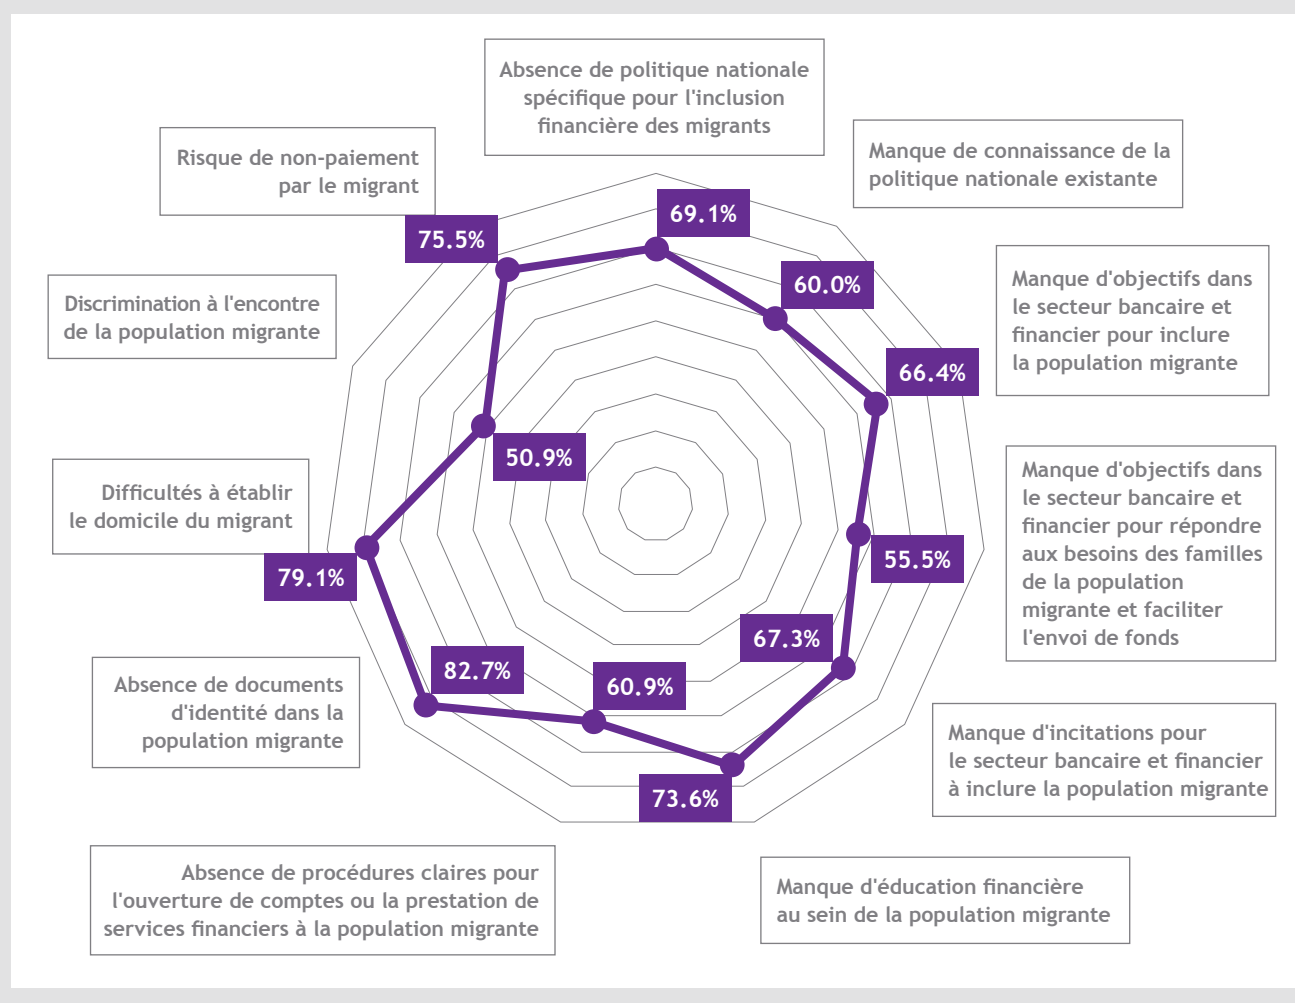 Absence de politique nationale
spécifique pour l'inclusion
financière des migrants
69.1%
Manque de connaissance de la
politique nationale existante
60.0%
Manque d'objectifs dans
le secteur bancaire et
financier pour inclure
la population migrante
66.4%
Manque d'objectifs dans
le secteur bancaire et
financier pour répondre
aux besoins des familles
de la population
migrante et faciliter
l'envoi de fonds
55.5%
Manque d'incitations pour
le secteur bancaire et financier
à inclure la population migrante
67.3%
Manque d'éducation financière
au sein de la population migrante
73.6%
Absence de procédures claires pour
l'ouverture de comptes ou la prestation de
services financiers à la population migrante
60.9%
Absence de documents
d'identité dans la
population migrante
82.7%
Difficultés à établir
le domicile du migrant
79.1%
Discrimination à l'encontre
de la population migrante
50.9%
Risque de non-paiement
par le migrant
75.5%